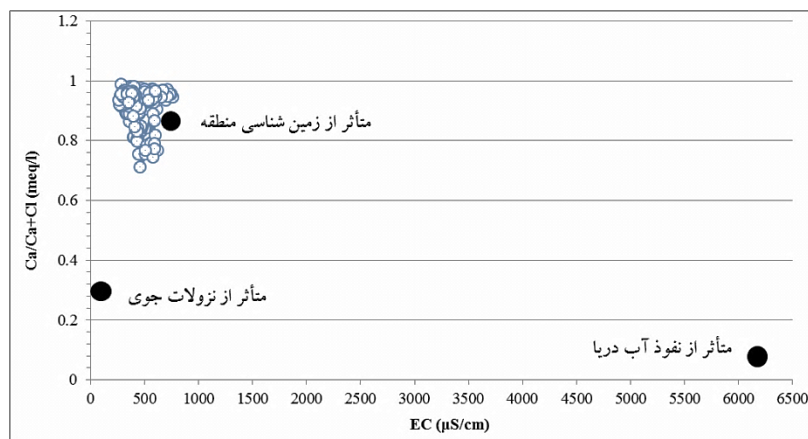 1.2
1
0.8
0.6
0.4
0.2
0
Ca/Ca+Cl (meq/l)
متأثر از زمین شناسی منطقه
متأثر از نزولات جوی
متأثر از نفوذ آب دریا
0 500 1000 1500 2000 2500 3000 3500 4000 4500 5000 5500 6000 6500
EC (µS/cm)